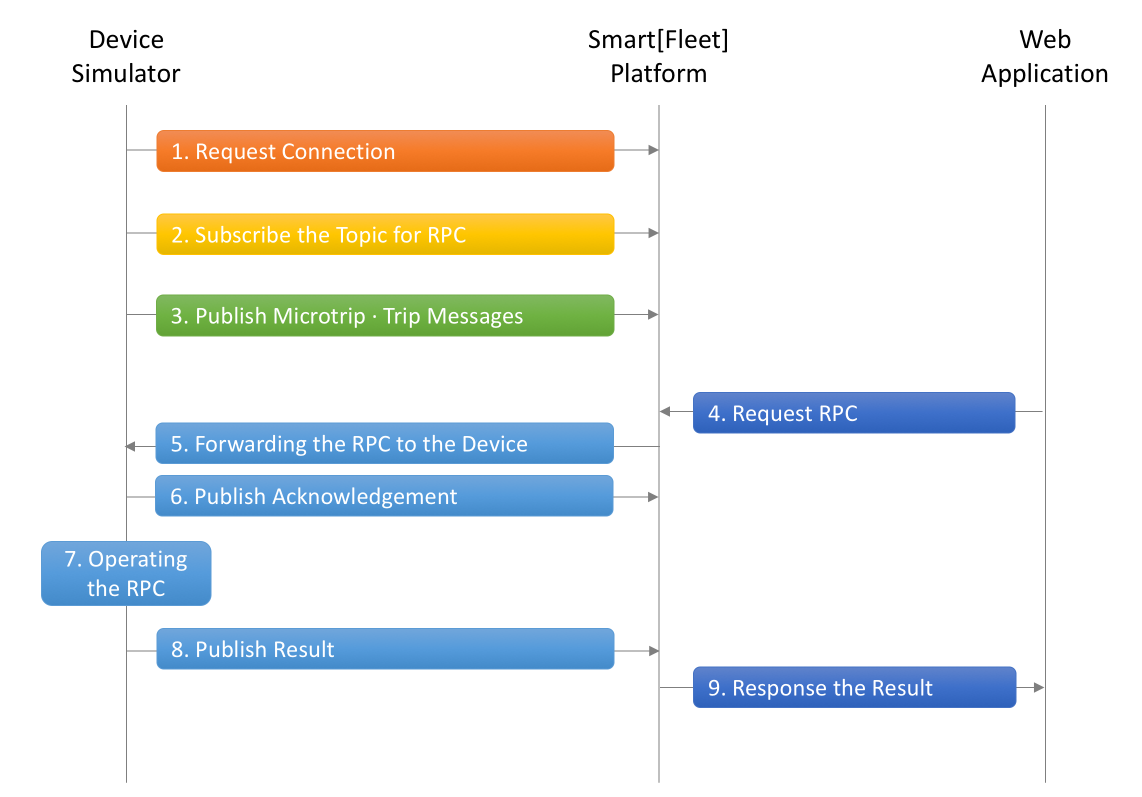 Device
Simulator
Smart[Fleet]
Platform
Web
Application
1. Request Connection
2. Subscribe the Topic for RPC
3. Publish Microtrip · Trip Messages
4. Request RPC
5. Forwarding the RPC to the Device
6. Publish Acknowledgement
7. Operating
the RPC
8. Publish Result
9. Response the Result